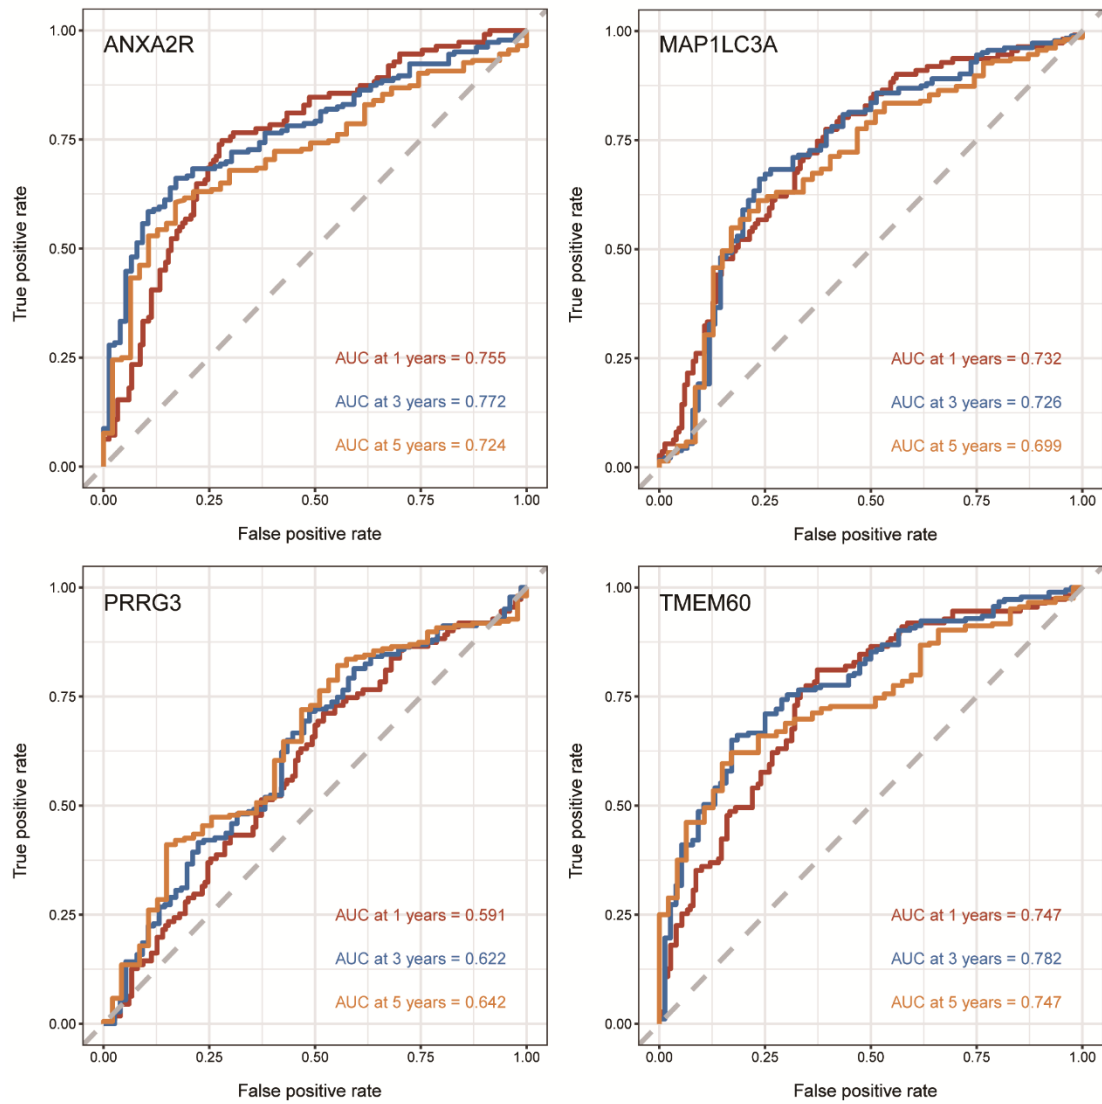 ANXA2R
True positive rate
1.00
0.75
0.50
0.25
0.00
AUC at 1 years = 0.755
AUC at 3 years = 0.772
AUC at 5 years = 0.724
0.00 0.25 0.50 0.75 1.00
False positive rate
MAP1LC3A
True positive rate
1.00
0.75
0.50
0.25
0.00
AUC at 1 years = 0.732
AUC at 3 years = 0.726
AUC at 5 years = 0.699
0.00 0.25 0.50 0.75 1.00
False positive rate
PRRG3
True positive rate
1.00
0.75
0.50
0.25
0.00
AUC at 1 years = 0.591
AUC at 3 years = 0.622
AUC at 5 years = 0.642
0.00 0.25 0.50 0.75 1.00
False positive rate
TMEM60
True positive rate
1.00
0.75
0.50
0.25
0.00
AUC at 1 years = 0.747
AUC at 3 years = 0.782
AUC at 5 years = 0.747
0.00 0.25 0.50 0.75 1.00
False positive rate